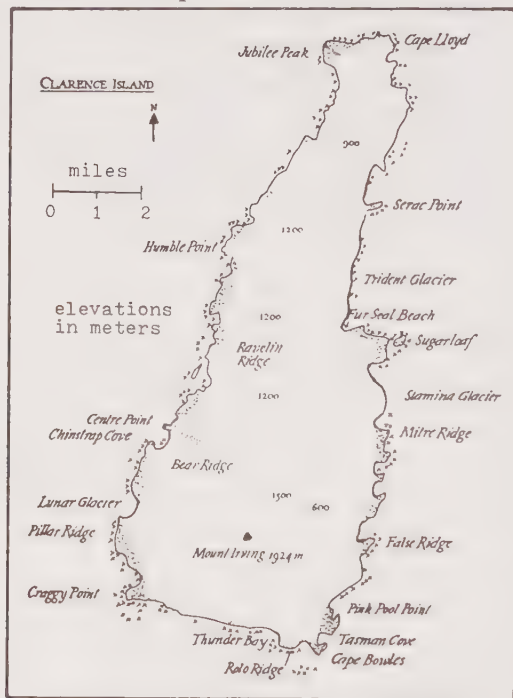 Jubilee Peak
Cape Lloyd
CLARENCE ISLAND
N
miles
0 1 2
900
Serac Point
1200
Humble Point
Trident Glacier
elevations
in meters
1200
Fur Seal Beach
Sugarloaf
Ravelin
Ridge
1200
Stamina Glacier
Centre Point
Chinstrap Cove
Mitre Ridge
Bear Ridge
Lunar Glacier
1500
600
Pillar Ridge
Mount Irving 1924 m
False Ridge
Craggy Point
Pink Pool Point
Thunder Bay
Tasman Cove
Rolo Ridge
Cape Bowles